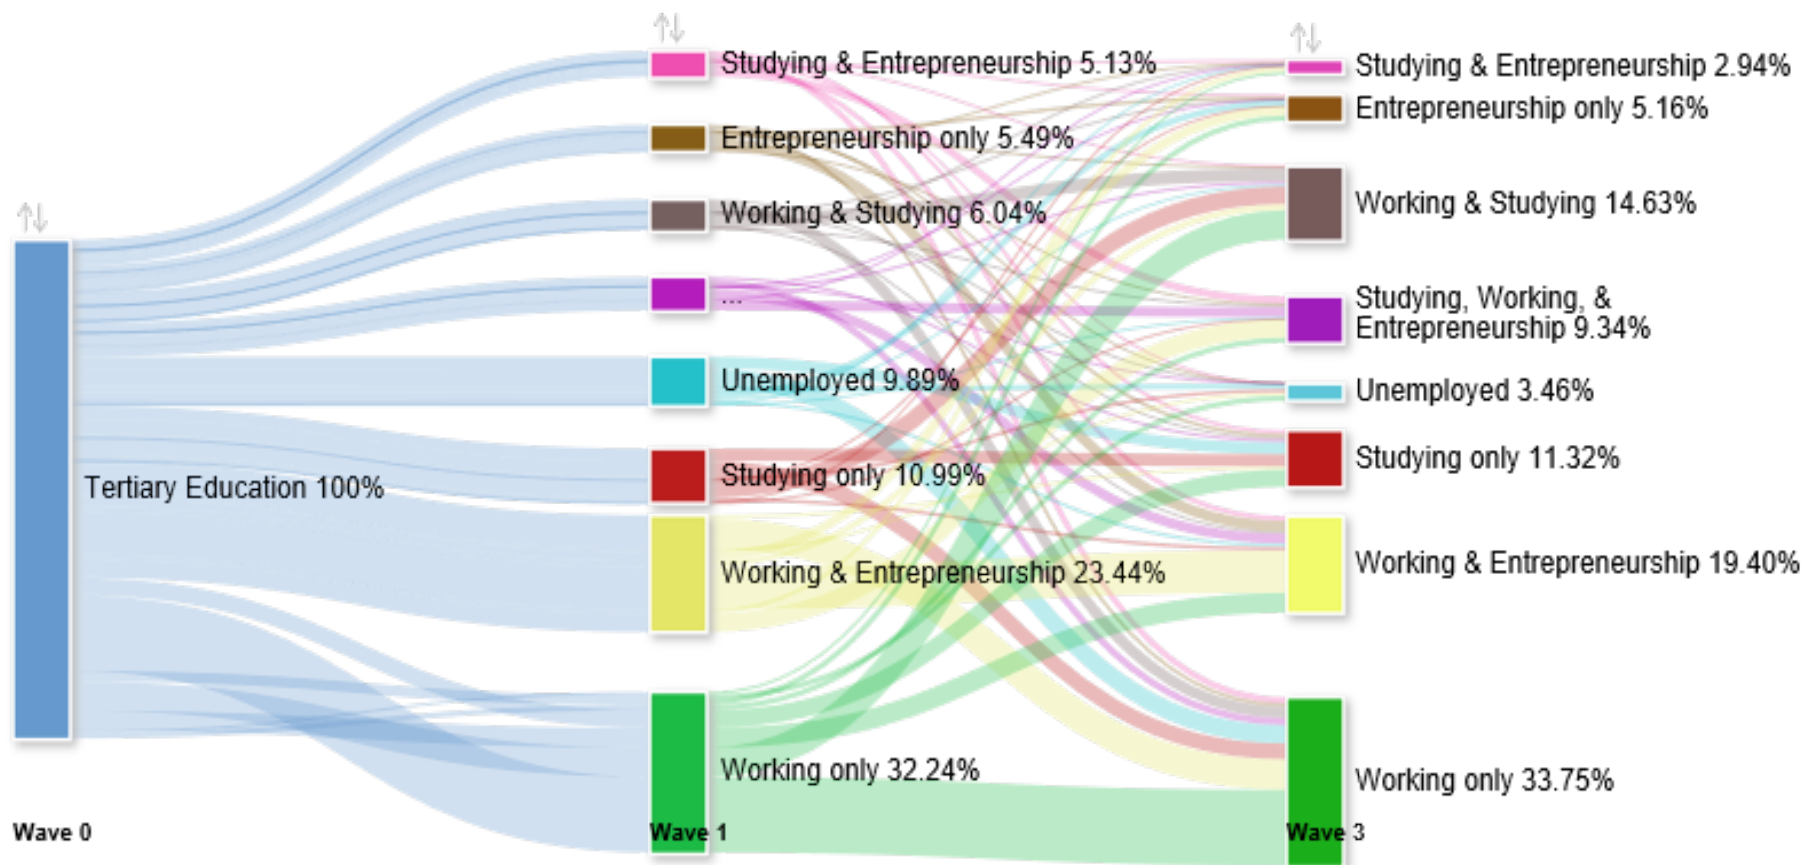 Studying & Entrepreneurship 5.13%
Entrepreneurship only 5.49%
Working & Studying 6.04%
...
Unemployed 9.89%
Studying only 10.99%
Working & Entrepreneurship 23.44%
Working only 32.24%
Tertiary Education 100%
Studying & Entrepreneurship 2.94%
Entrepreneurship only 5.16%
Working & Studying 14.63%
Studying, Working, &
Entrepreneurship 9.34%
Unemployed 3.46%
Studying only 11.32%
Working & Entrepreneurship 19.40%
Working only 33.75%
Wave 0
Wave 1
Wave 3